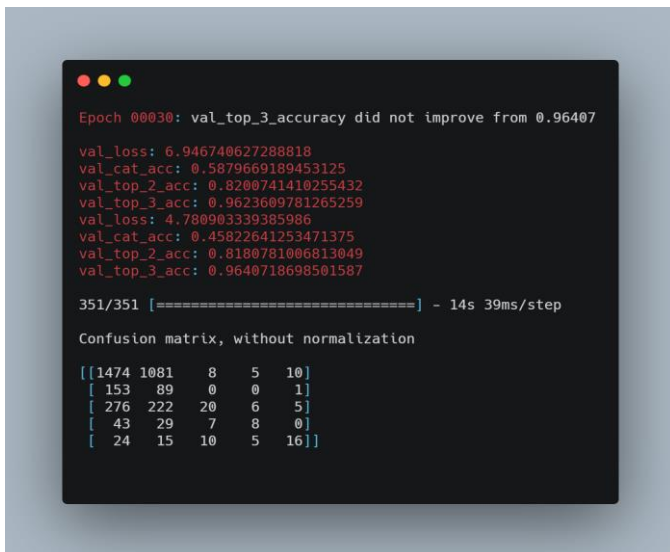 Epoch 00030: val_top_3_accuracy did not improve from 0.96407
val_loss: 6.946740627288818
val_cat_acc: 0.5879669189453125
val_top_2_acc: 0.8200741410255432
val_top_3_acc: 0.9623609781265259
val_loss: 4.780903339385986
val_cat_acc: 0.45822641253471375
val_top_2_acc: 0.8180781006813049
val_top_3_acc: 0.9640718698501587
351/351 [==============================] - 14s 39ms/step
Confusion matrix, without normalization
[[1474 1081 8 5 10]
[ 153 89 0 0 1]
[ 276 222 20 6 5]
[ 43 29 7 8 0]
[ 24 15 10 5 16]]